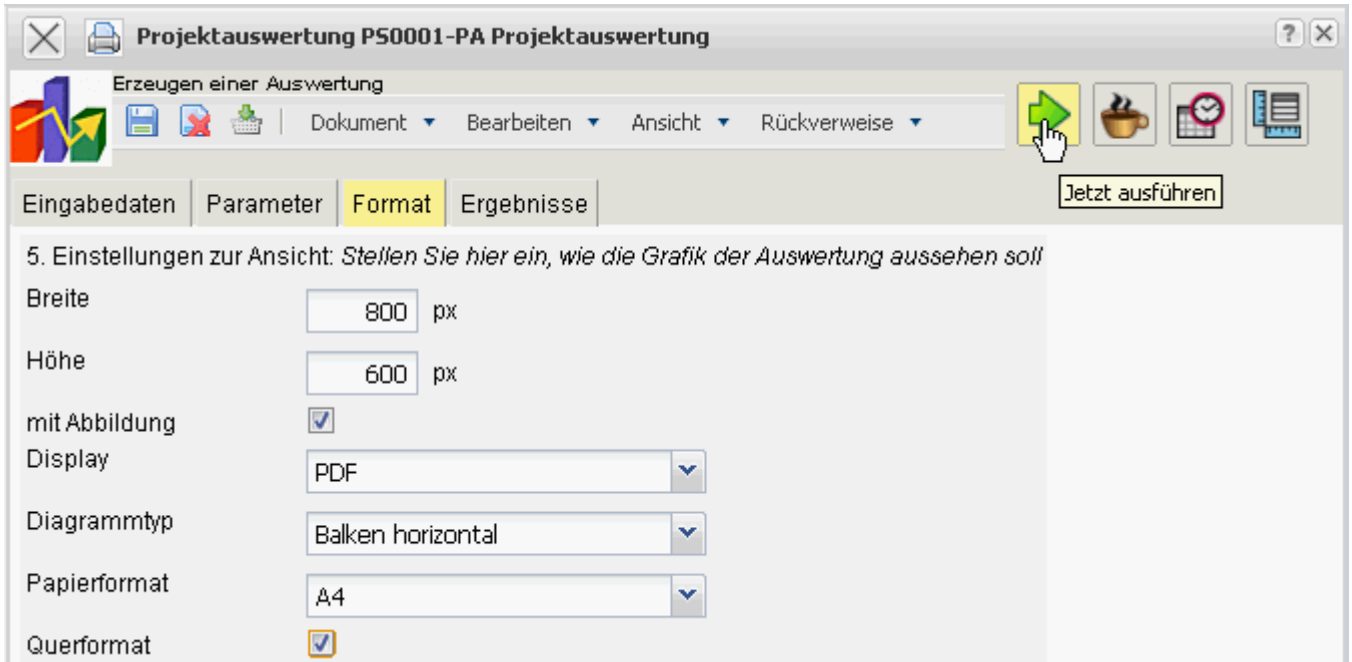 Projektauswertung PS0001-PA Projektauswertung
?
Erzeugen einer Auswertung
Dokument Bearbeiten Ansicht Rückverweise
Jetzt ausführen
Eingabedaten Parameter Format Ergebnisse
5. Einstellungen zur Ansicht: Stellen Sie hier ein, wie die Grafik der Auswertung aussehen soll
Breite 800 px
Höhe 600 px
mit Abbildung
Display PDF
Diagrammtyp Balken horizontal
Papierformat A4
Querformat